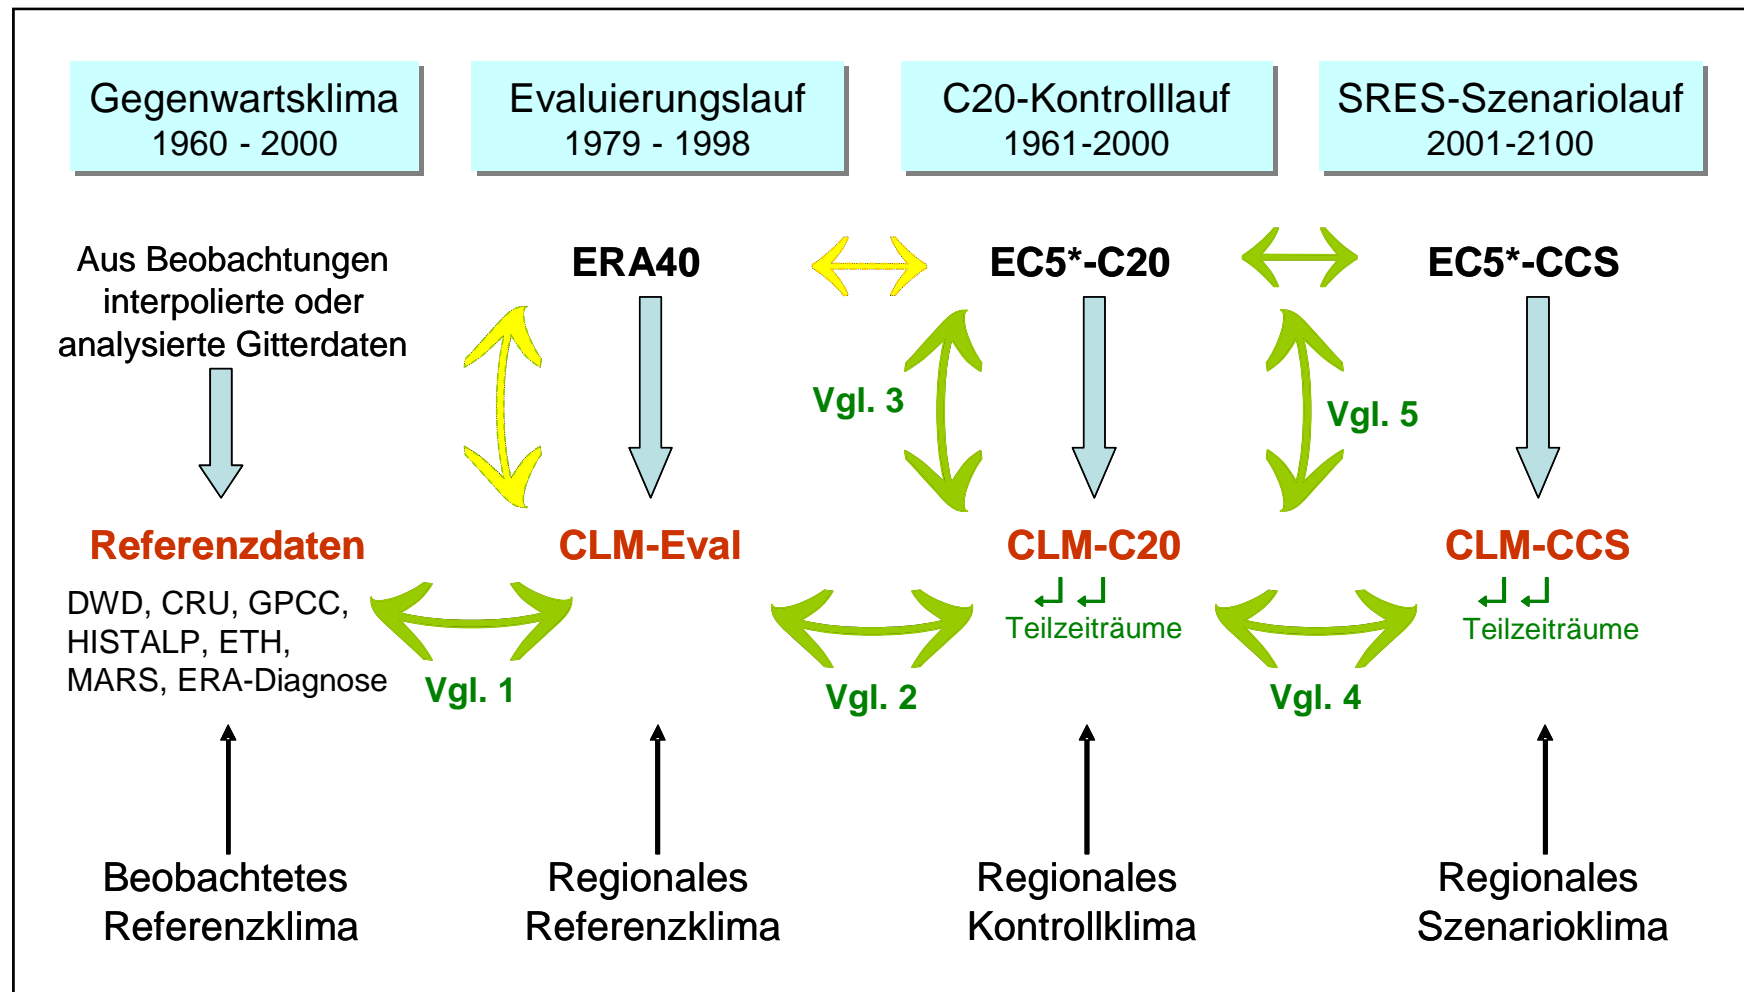 Gegenwartsklima
1960 - 2000
Evaluierungslauf
1979 - 1998
C20-Kontrolllauf
1961-2000
SRES-Szenariolauf
2001-2100
Aus Beobachtungen
interpolierte oder
analysierte Gitterdaten
ERA40
EC5*-C20
EC5*-CCS
Vgl. 3
Vgl. 5
Referenzdaten
CLM-Eval
CLM-C20
CLM-CCS
DWD, CRU, GPCC,
HISTALP, ETH,
MARS, ERA-Diagnose
Teilzeiträume
Teilzeiträume
Vgl. 1
Vgl. 2
Vgl. 4
Beobachtetes
Referenzklima
Regionales
Referenzklima
Regionales
Kontrollklima
Regionales
Szenarioklima